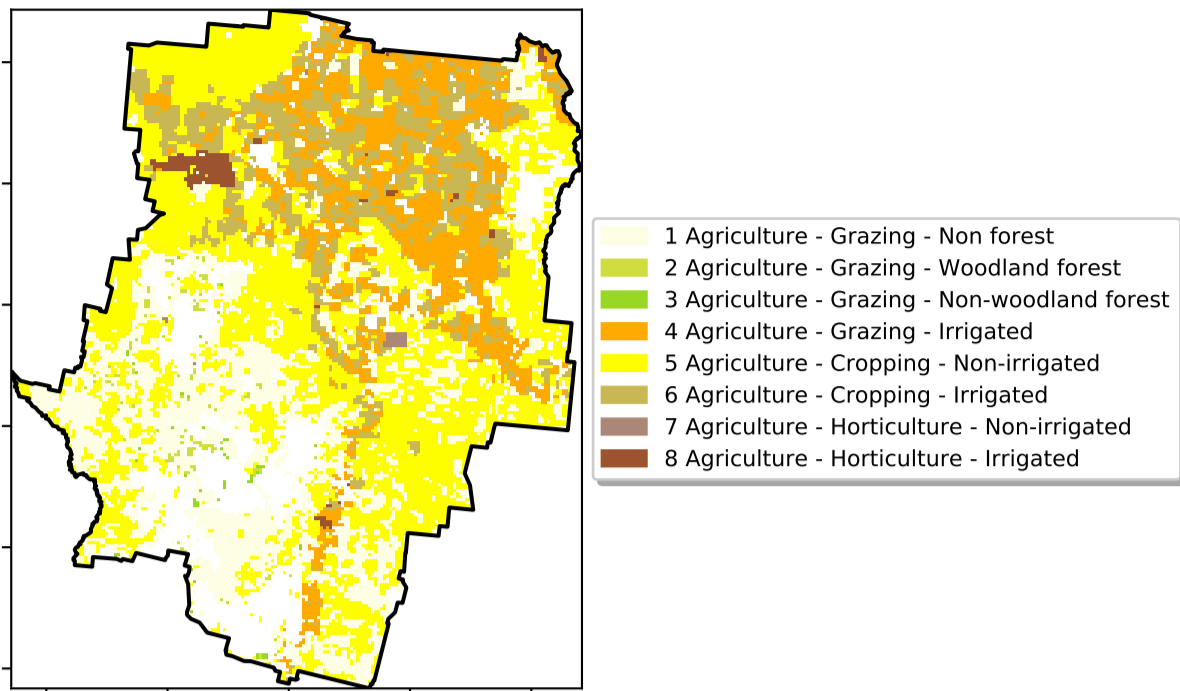 1 Agriculture - Grazing - Non forest
2 Agriculture - Grazing - Woodland forest
3 Agriculture - Grazing - Non-woodland forest
4 Agriculture - Grazing - Irrigated
5 Agriculture - Cropping - Non-irrigated
6 Agriculture - Cropping - Irrigated
7 Agriculture - Horticulture - Non-irrigated
8 Agriculture - Horticulture - Irrigated